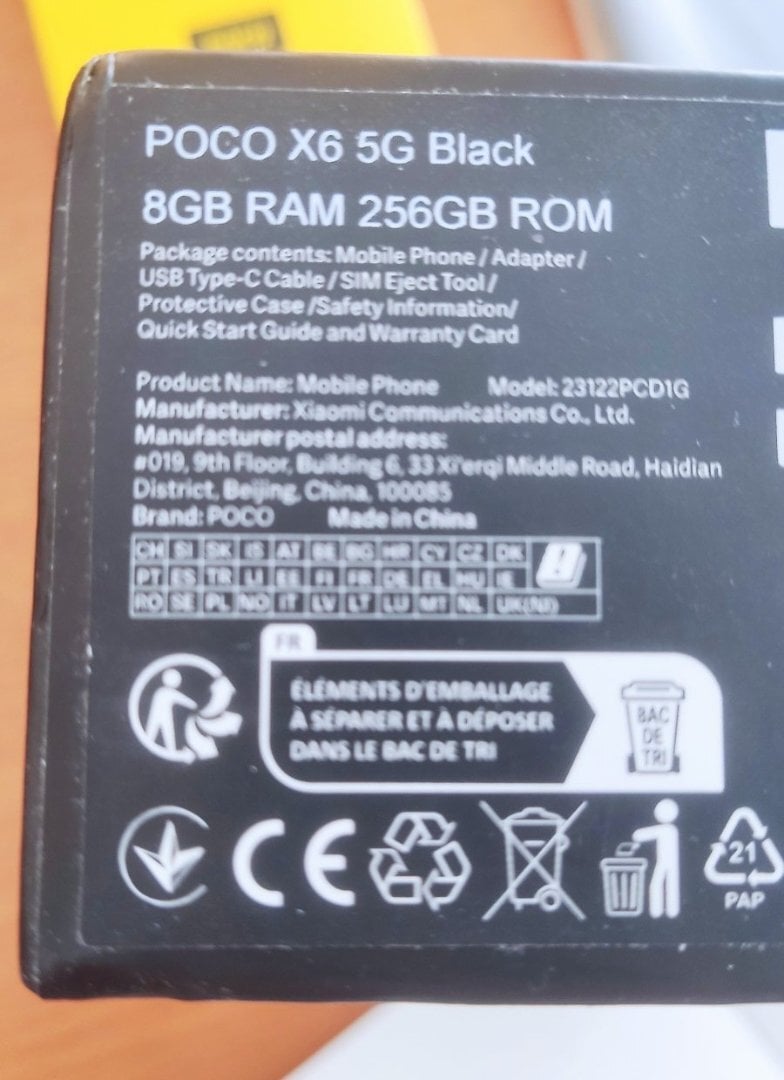 POCO X6 5G Black
8GB RAM 256GB ROM
Package contents: Mobile Phone / Adapter /
USB Type-C Cable / SIM Eject Tool /
Protective Case /Safety Information/
Quick Start Guide and Warranty Card
Product Name: Mobile Phone Model: 23122PCD1G
Manufacturer: Xiaomi Communications Co., Ltd.
Manufacturer postal address:
#019, 9th Floor, Building 6, 33 Xi'erqi Middle Road, Haidian
District, Beijing, China, 100085
Brand: POCO Made in China
CH SI SK IS AT BE BG HR CY CZ DK
PT ES TR LI EE FI FR DE EL HU IE
RO SE PL NO IT LV LT LU MT NL UK(NI)
FR
ÉLÉMENTS D'EMBALLAGE
À SÉPARER ET À DÉPOSER
DANS LE BAC DE TRI
BAC
DE
TRI
CE
21
PAP